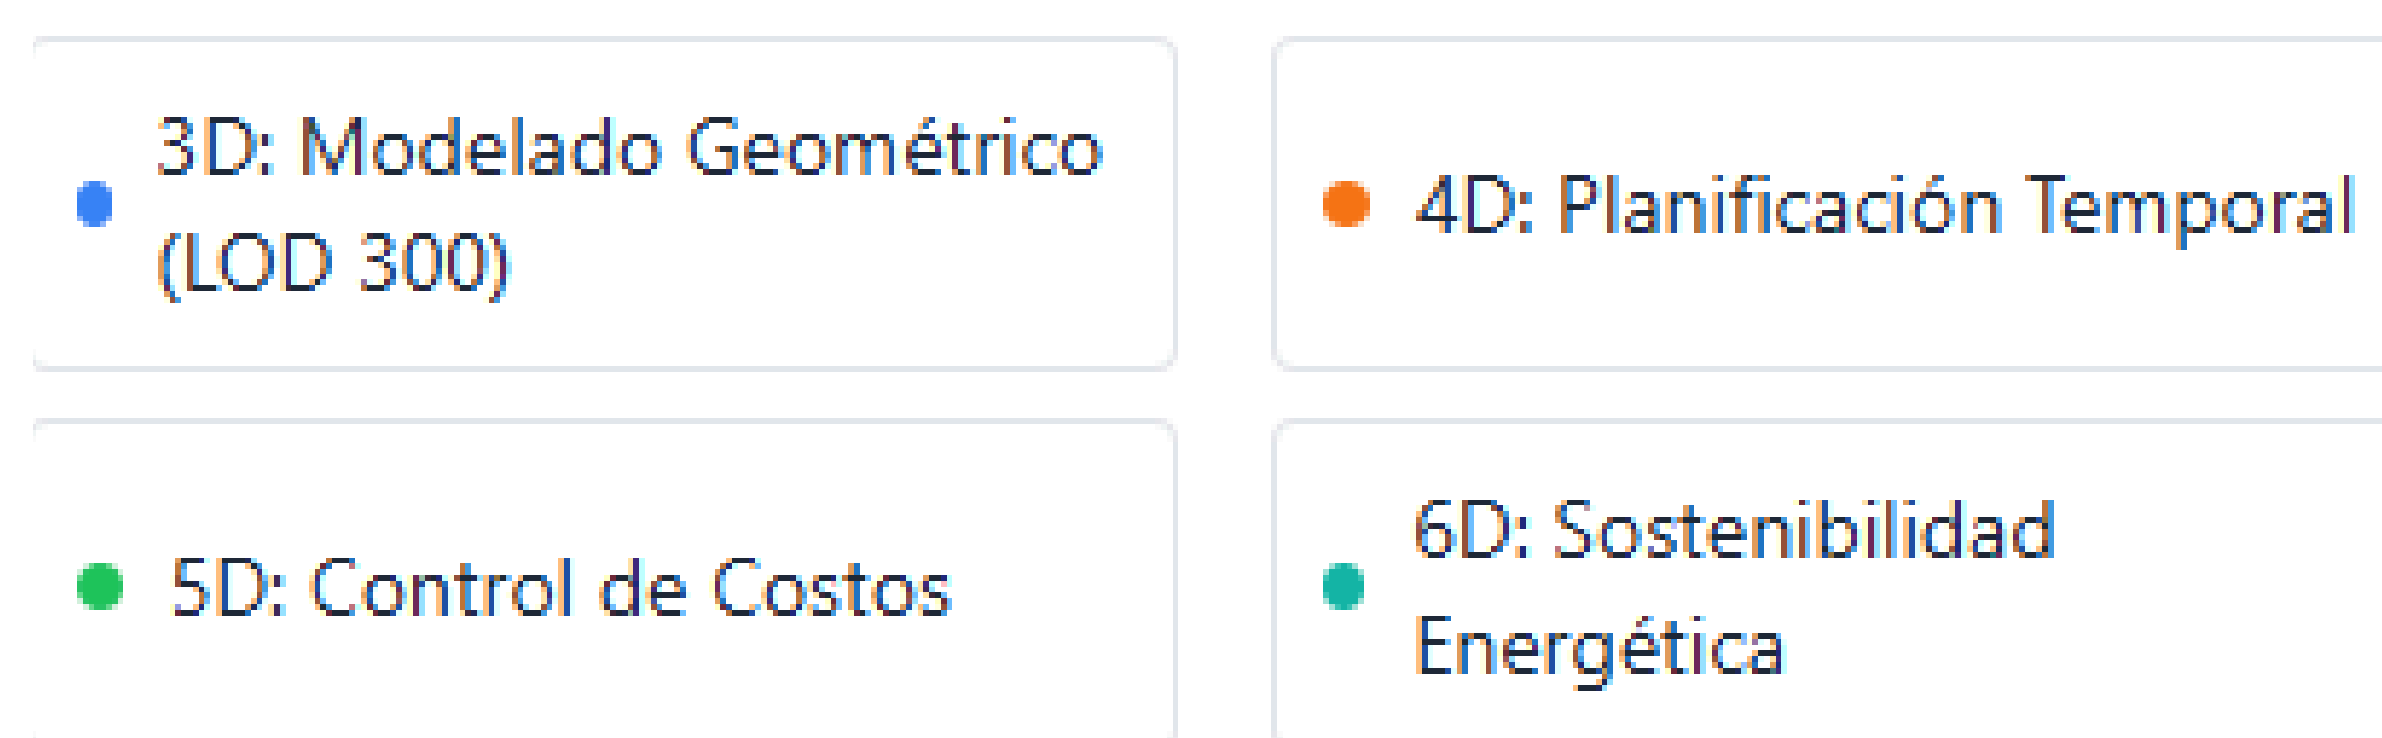 3D: Modelado Geométrico
(LOD 300)
4D: Planificación Temporal
5D: Control de Costos
6D: Sostenibilidad
Energética